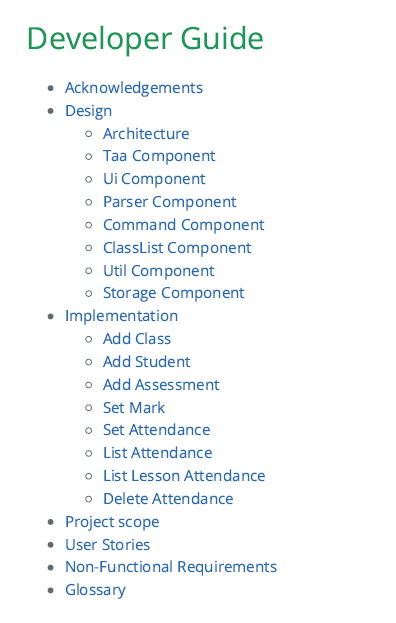 Developer Guide
Acknowledgements
Design
Architecture
Taa Component
Ui Component
Parser Component
Command Component
ClassList Component
Util Component
Storage Component
Implementation
Add Class
Add Student
Add Assessment
Set Mark
Set Attendance
List Attendance
List Lesson Attendance
Delete Attendance
Project scope
User Stories
Non-Functional Requirements
Glossary